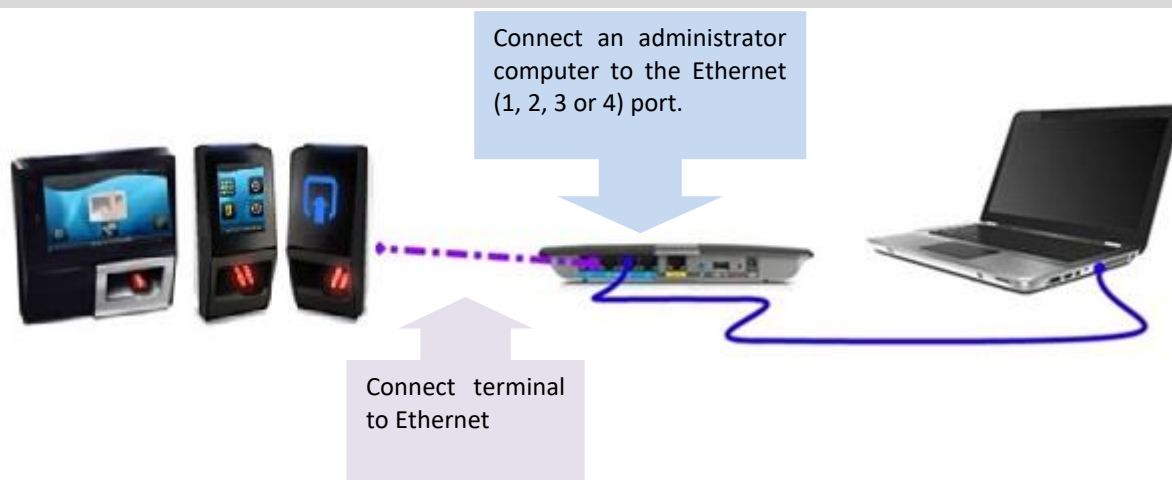 Connect an administrator
computer to the Ethernet
(1, 2, 3 or 4) port.
Connect terminal
to Ethernet